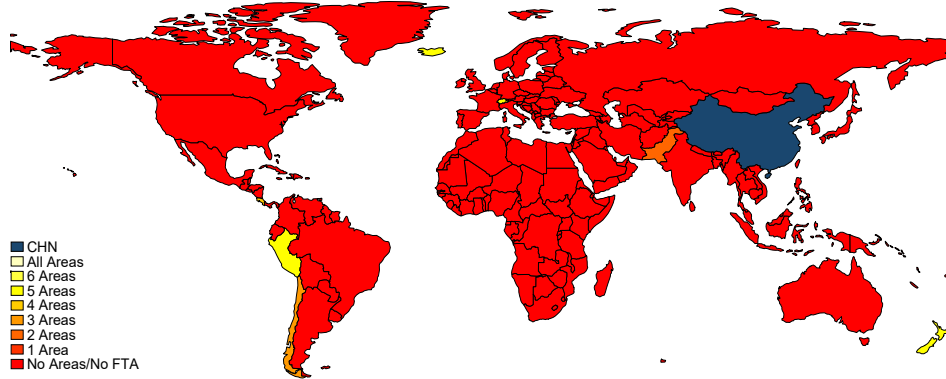 CHN
All Areas
6 Areas
5 Areas
4 Areas
3 Areas
2 Areas
1 Area
No Areas/No FTA